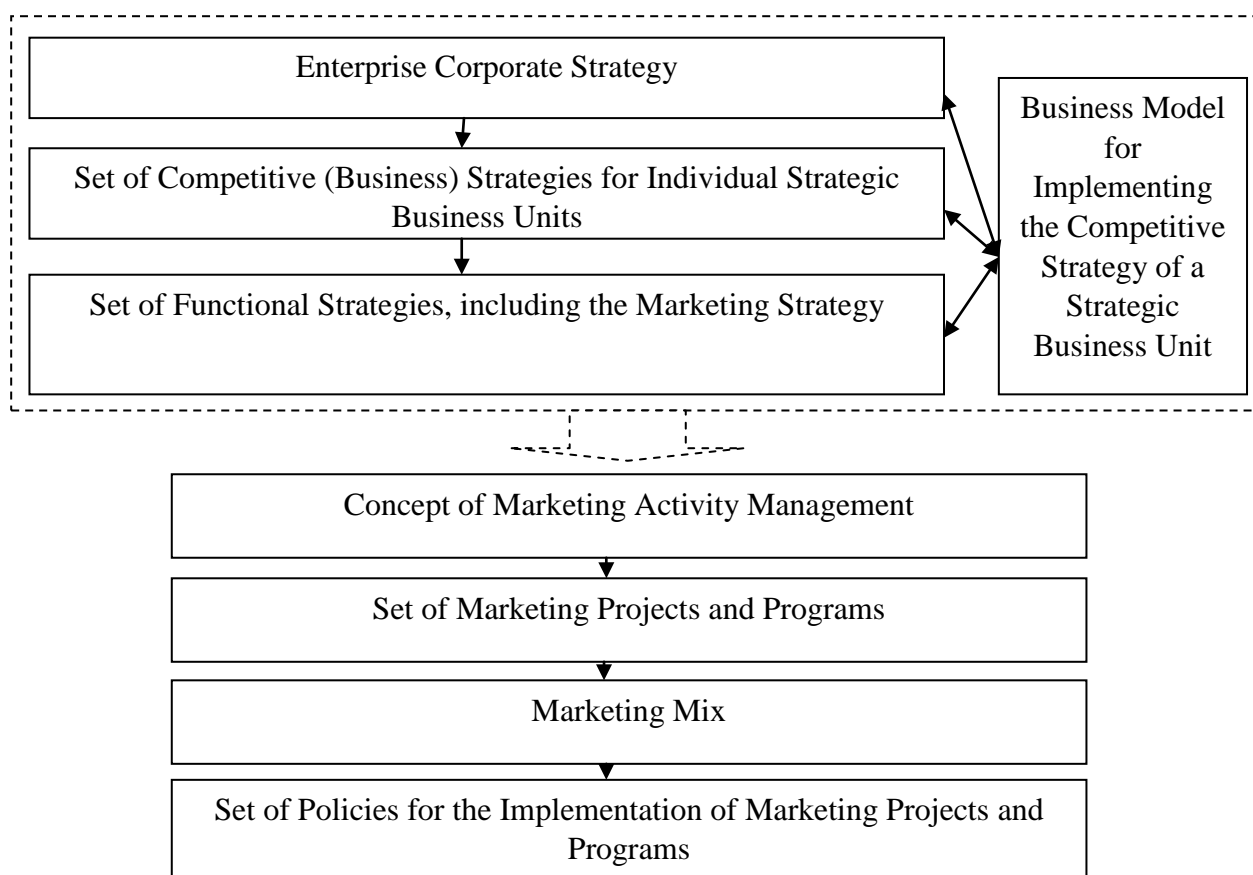 Enterprise Corporate Strategy
Set of Competitive (Business) Strategies for Individual Strategic
Business Units
Set of Functional Strategies, including the Marketing Strategy
Business Model
for
Implementing
the Competitive
Strategy of a
Strategic
Business Unit
Concept of Marketing Activity Management
Set of Marketing Projects and Programs
Marketing Mix
Set of Policies for the Implementation of Marketing Projects and
Programs